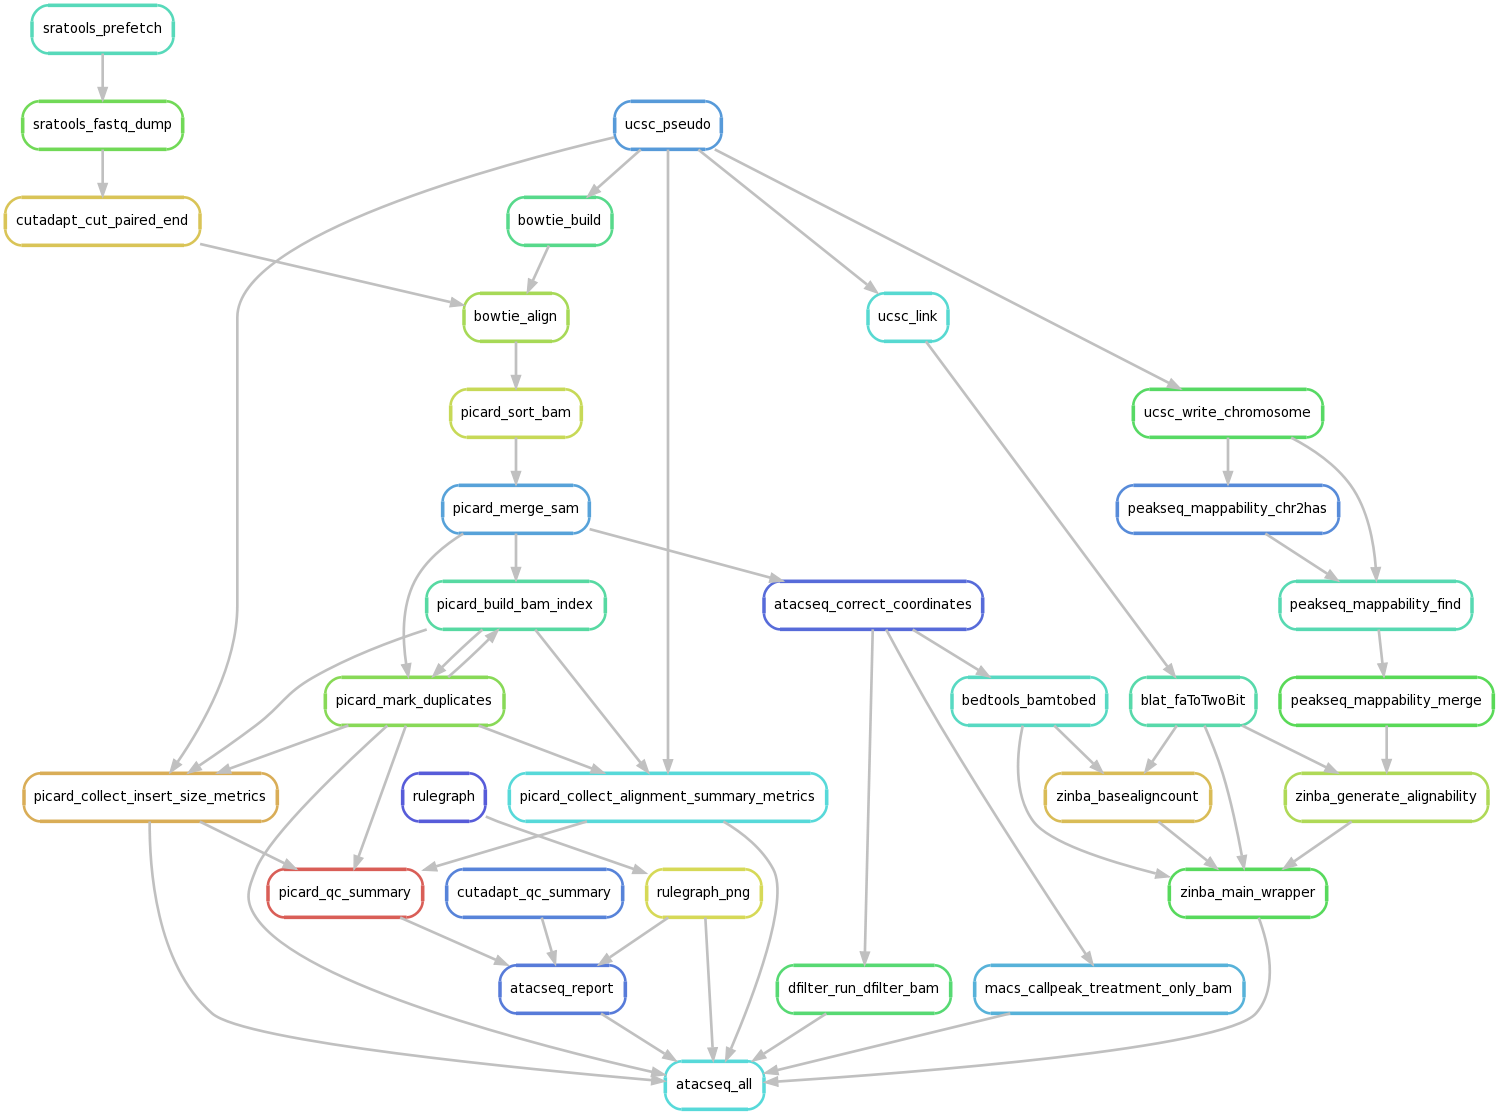 sratools_prefetch
sratools_fastq_dump
ucsc_pseudo
cutadapt_cut_paired_end
bowtie_build
bowtie_align
ucsc_link
picard_sort_bam
ucsc_write_chromosome
picard_merge_sam
peakseq_mappability_chr2has
picard_build_bam_index
atacseq_correct_coordinates
peakseq_mappability_find
picard_mark_duplicates
bedtools_bamtobed
blat_faToTwoBit
peakseq_mappability_merge
picard_collect_insert_size_metrics
rulegraph
picard_collect_alignment_summary_metrics
zinba_basealigncount
zinba_generate_alignability
picard_qc_summary
cutadapt_qc_summary
rulegraph_png
zinba_main_wrapper
atacseq_report
dfilter_run_dfilter_bam
macs_callpeak_treatment_only_bam
atacseq_all